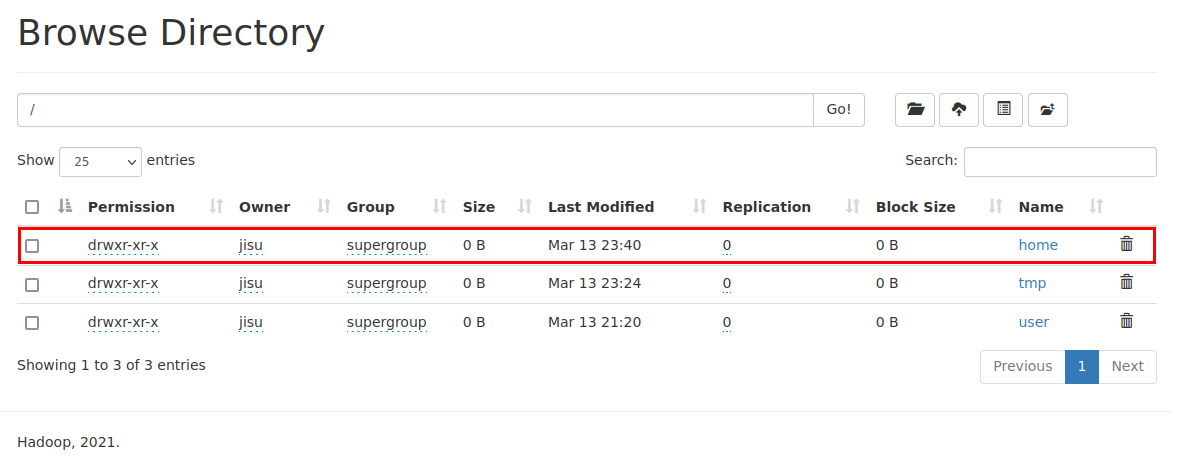 Browse Directory
/ Go!
Show 25 entries Search:
Permission Owner Group Size Last Modified Replication Block Size Name
drwxr-xr-x jisu supergroup 0 B Mar 13 23:40 0 0 B home
drwxr-xr-x jisu supergroup 0 B Mar 13 23:24 0 0 B tmp
drwxr-xr-x jisu supergroup 0 B Mar 13 21:20 0 0 B user
Showing 1 to 3 of 3 entries Previous 1 Next
Hadoop, 2021.